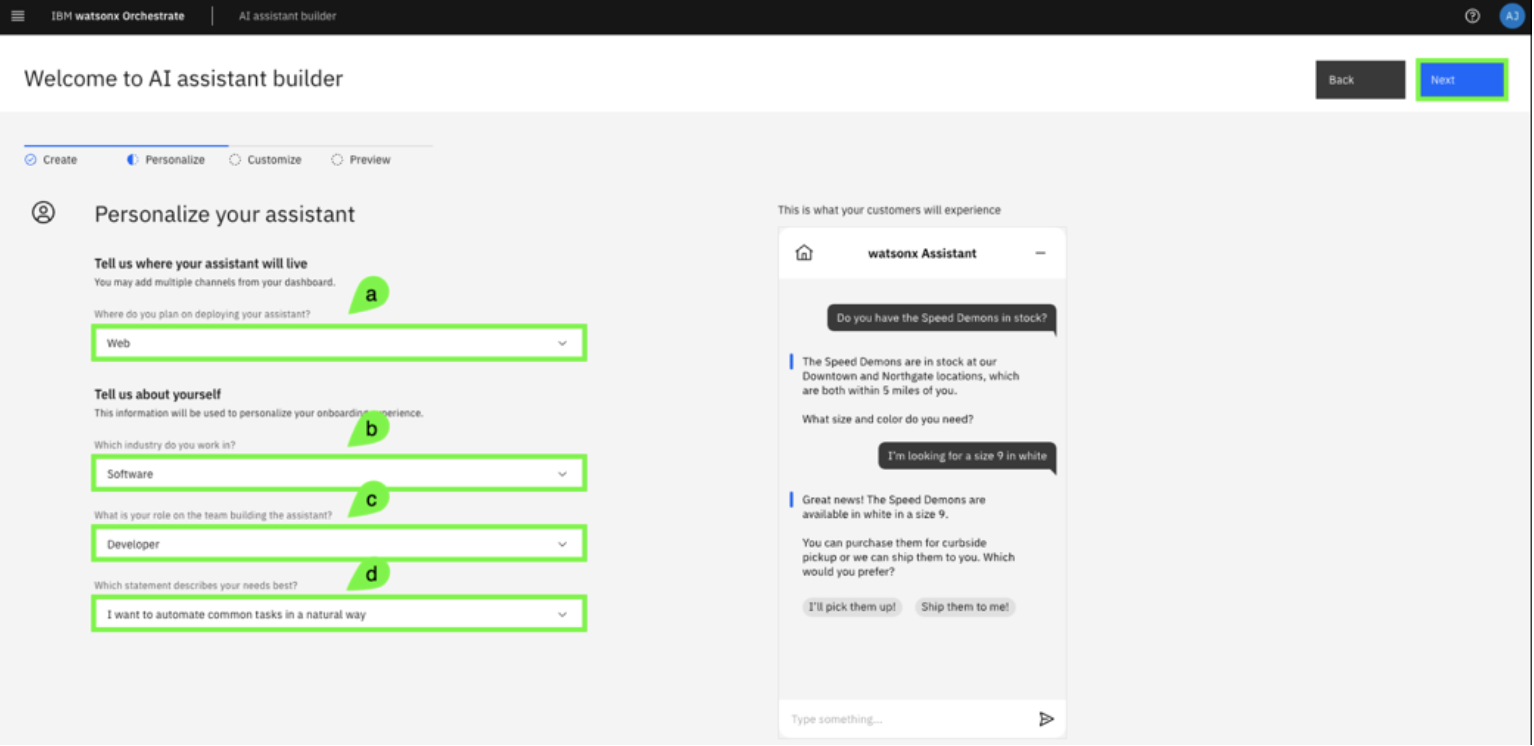 IBM watsonx Orchestrate
AI assistant builder
AJ
Welcome to AI assistant builder
Back
Next
Create
Personalize
Customize
Preview
Personalize your assistant
Tell us where your assistant will live
You may add multiple channels from your dashboard.
a
Where do you plan on deploying your assistant?
Web
Tell us about yourself
This information will be used to personalize your onboarding erience.
b
Which industry do you work in?
Software
c
What is your role on the team building the assistant?
Developer
d
Which statement describes your needs best?
I want to automate common tasks in a natural way
This is what your customers will experience
watsonx Assistant
Do you have the Speed Demons in stock?
The Speed Demons are in stock at our
Downtown and Northgate locations, which
are both within 5 miles of you.
What size and color do you need?
I'm looking for a size 9 in white
Great news! The Speed Demons are
available in white in a size 9.
You can purchase them for curbside
pickup or we can ship them to you. Which
would you prefer?
I'll pick them up!
Ship them to me!
Type something...